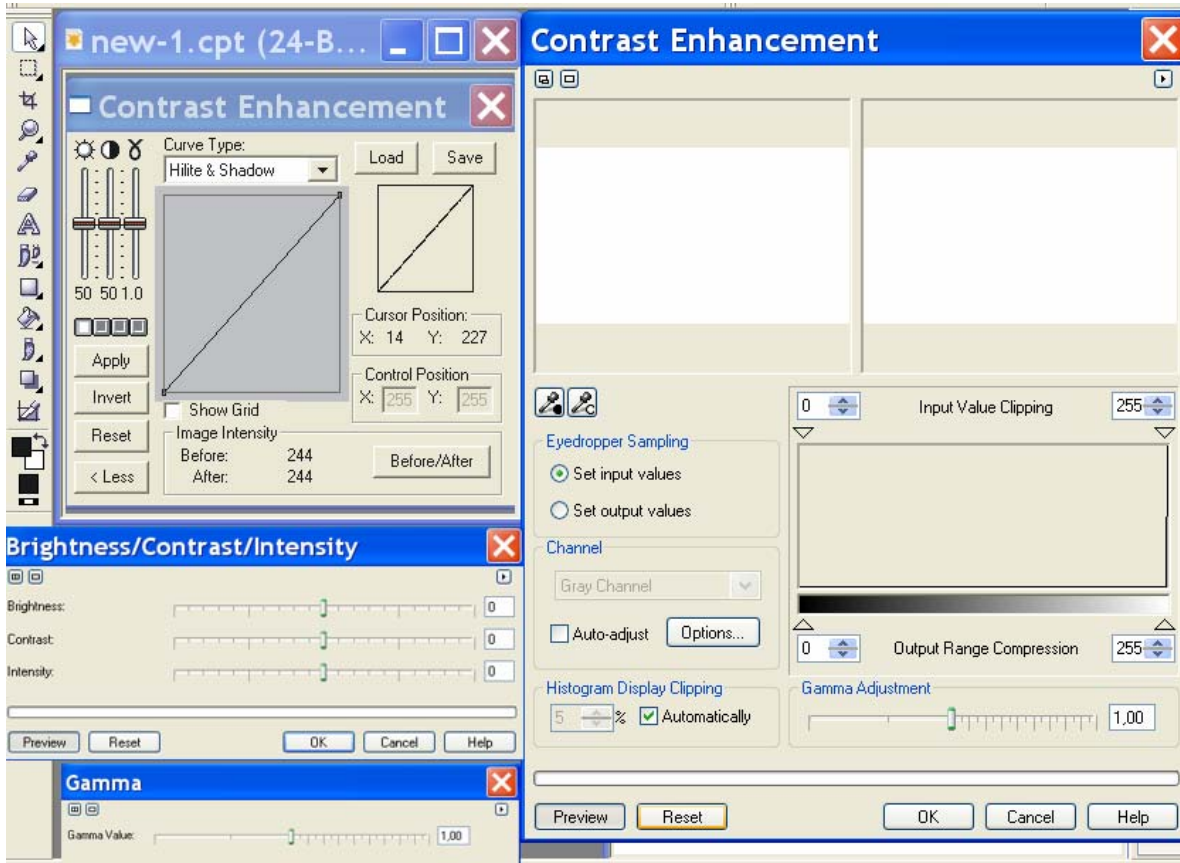 new-1.cpt (24-B...
Contrast Enhancement
Curve Type:
Hilite & Shadow
Load
Save
50 50 1.0
Cursor Position:
X: 14 Y: 227
Apply
Control Position
X: 255 Y: 255
Invert
Show Grid
Reset
Image Intensity
Before: 244
After: 244
Before/After
< Less
Brightness/Contrast/Intensity
Brightness: 0
Contrast: 0
Intensity: 0
Preview Reset OK Cancel Help
Gamma
Gamma Value: 1,00
Contrast Enhancement
0 Input Value Clipping 255
Eyedropper Sampling
Set input values
Set output values
Channel
Gray Channel
Auto-adjust Options...
0 Output Range Compression 255
Histogram Display Clipping
5 % Automatically
Gamma Adjustment
1,00
Preview Reset OK Cancel Help